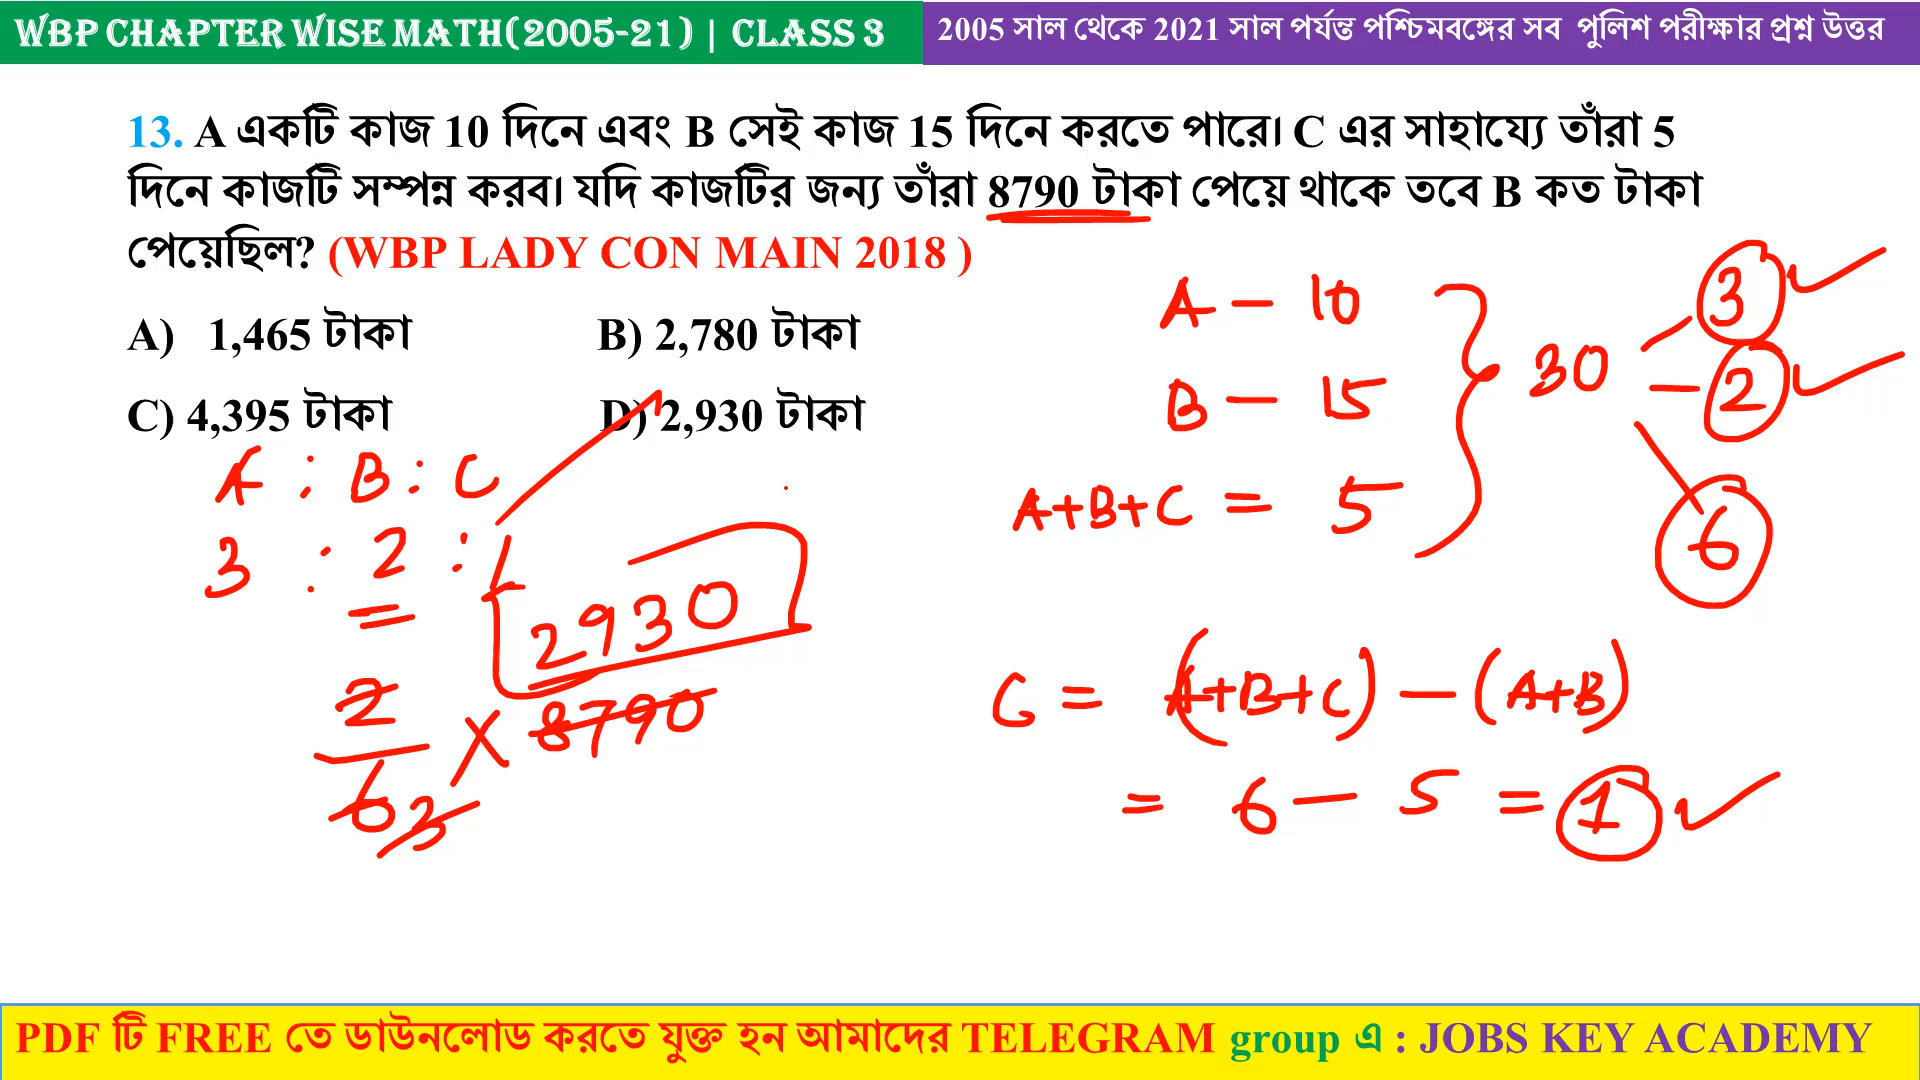 WBP CHAPTER WISE MATH(2005-21) | CLASS 3
2005 সাল থেকে 2021 সাল পর্যন্ত পশ্চিমবঙ্গের সব পুলিশ পরীক্ষার প্রশ্ন উত্তর
13. A একটি কাজ 10 দিনে এবং B সেই কাজ 15 দিনে করতে পারে। C এর সাহায্যে তাঁরা 5
দিনে কাজটি সম্পন্ন করব। যদি কাজটির জন্য তাঁরা 8790 টাকা পেয়ে থাকে তবে B কত টাকা
পেয়েছিল? (WBP LADY CON MAIN 2018 )
A) 1,465 টাকা B) 2,780 টাকা
C) 4,395 টাকা D) 2,930 টাকা
A : B : C
3 : 2 : 1
2930
2
× 8790
6 3
A – 10
B – 15
A+B+C = 5
30
3
2
6
C = (A+B+C) – (A+B)
= 6 – 5 = 1
PDF টি FREE তে ডাউনলোড করতে যুক্ত হন আমাদের TELEGRAM group এ : JOBS KEY ACADEMY